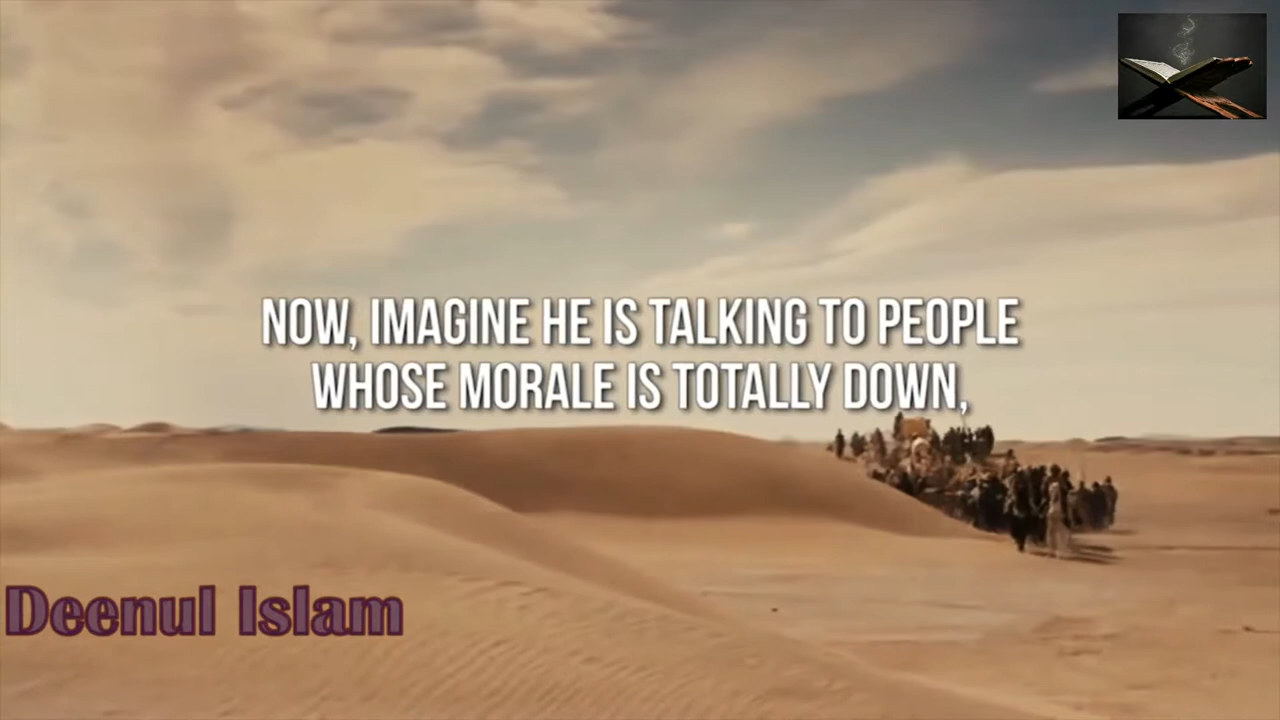 NOW, IMAGINE HE IS TALKING TO PEOPLE
WHOSE MORALE IS TOTALLY DOWN,
Deenul Islam